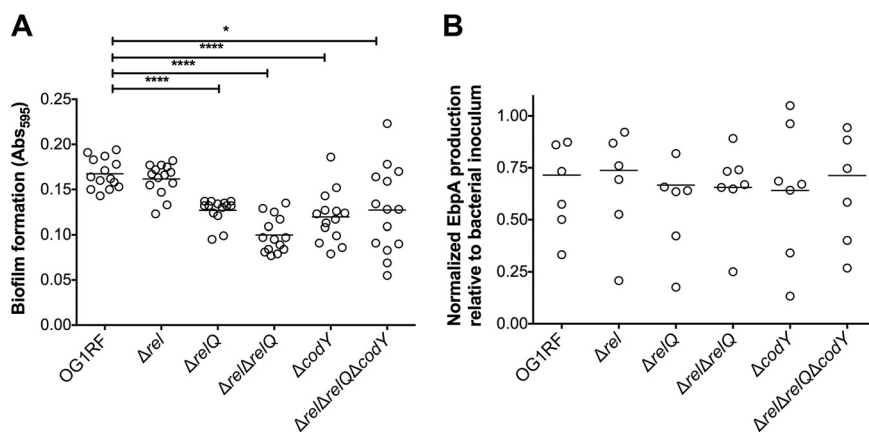 A
*
****
****
****
Biofilm formation (Abs595)
0.25
0.20
0.15
0.10
0.05
0.00
OG1RF
Δrel
ΔrelQ
ΔrelΔrelQ
ΔcodY
ΔrelΔrelQΔcodY
B
Normalized EbpA production
relative to bacterial inoculum
1.00
0.75
0.50
0.25
0.00
OG1RF
Δrel
ΔrelQ
ΔrelΔrelQ
ΔcodY
ΔrelΔrelQΔcodY